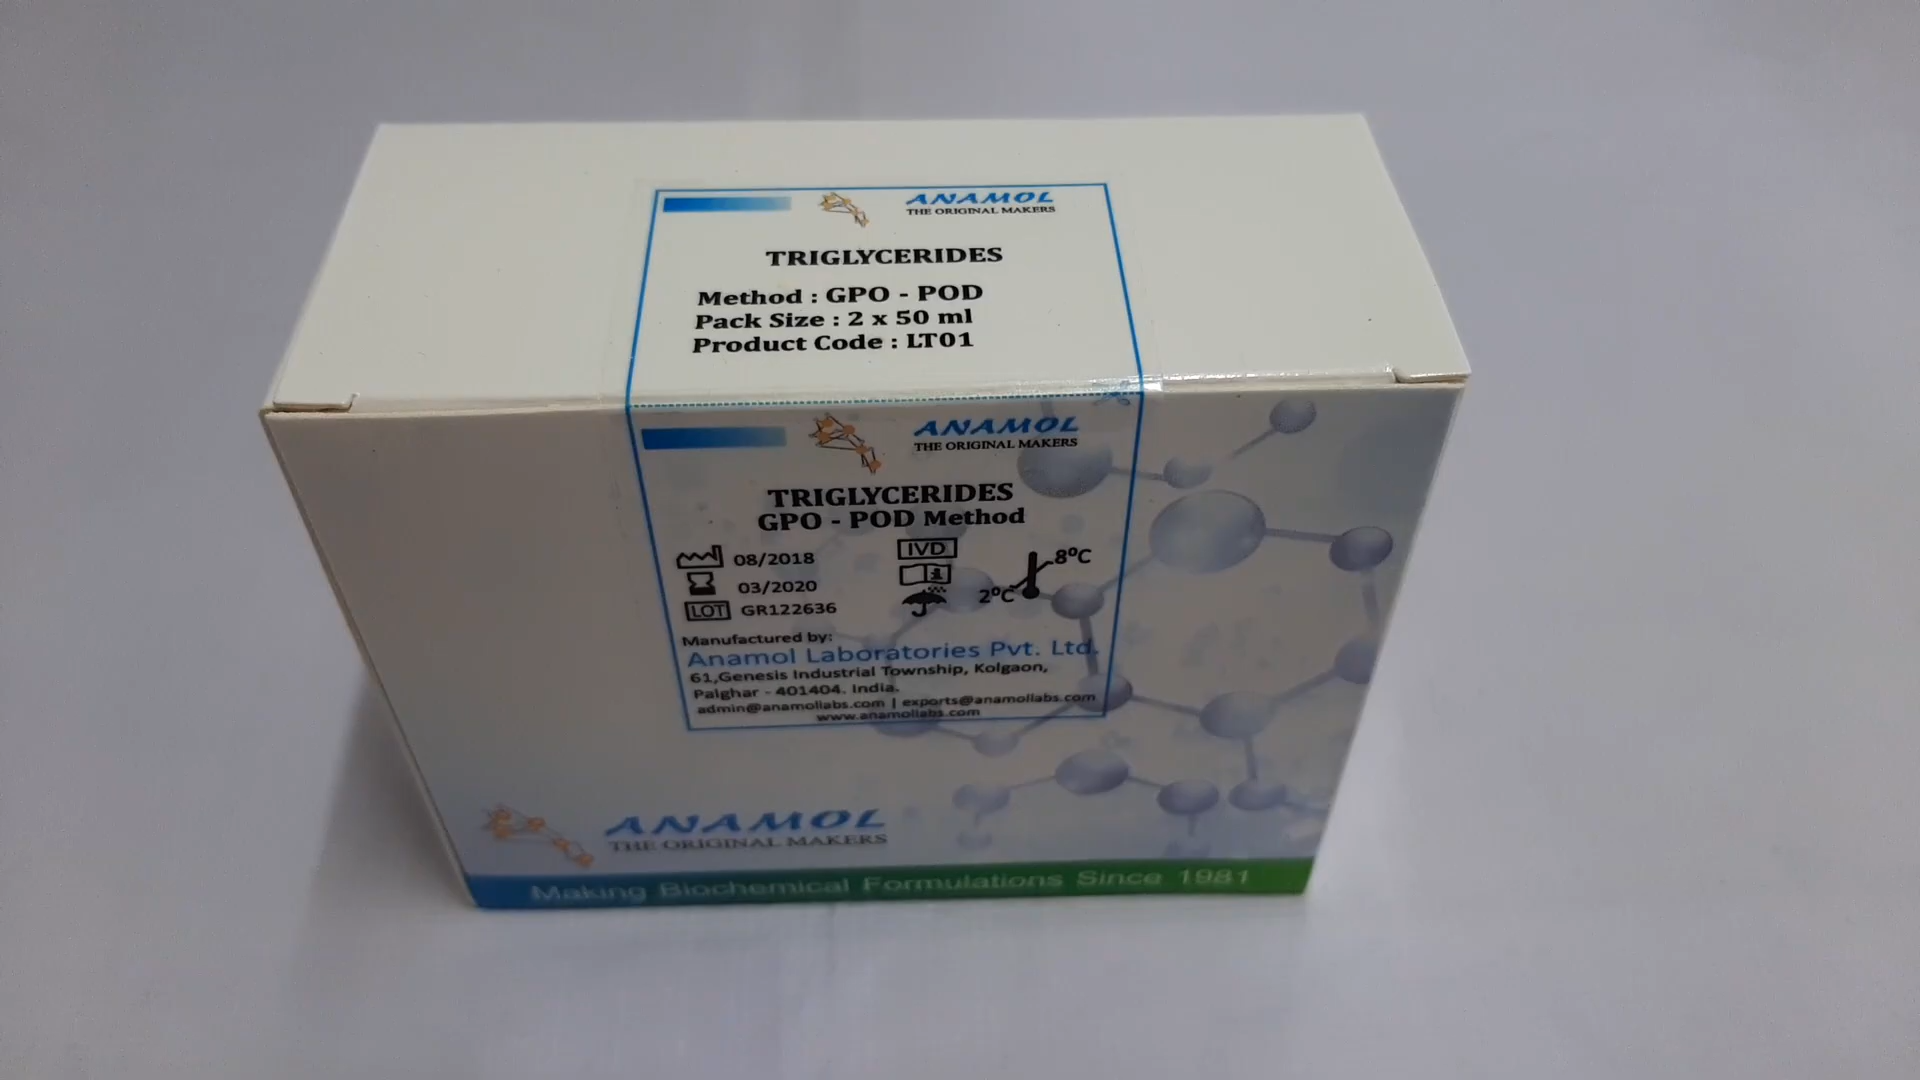 ANAMOL
THE ORIGINAL MAKERS
TRIGLYCERIDES
Method : GPO - POD
Pack Size : 2 x 50 ml
Product Code : LT01
ANAMOL
THE ORIGINAL MAKERS
TRIGLYCERIDES
GPO - POD Method
08/2018
IVD
8°C
03/2020
2°C
LOT GR122636
Manufactured by:
Anamol Laboratories Pvt. Ltd.
61,Genesis Industrial Township, Kolgaon,
Palghar - 401404. India.
admin@anamollabs.com | exports@anamollabs.com
www.anamollabs.com
ANAMOL
THE ORIGINAL MAKERS
Making Biochemical Formulations Since 1981